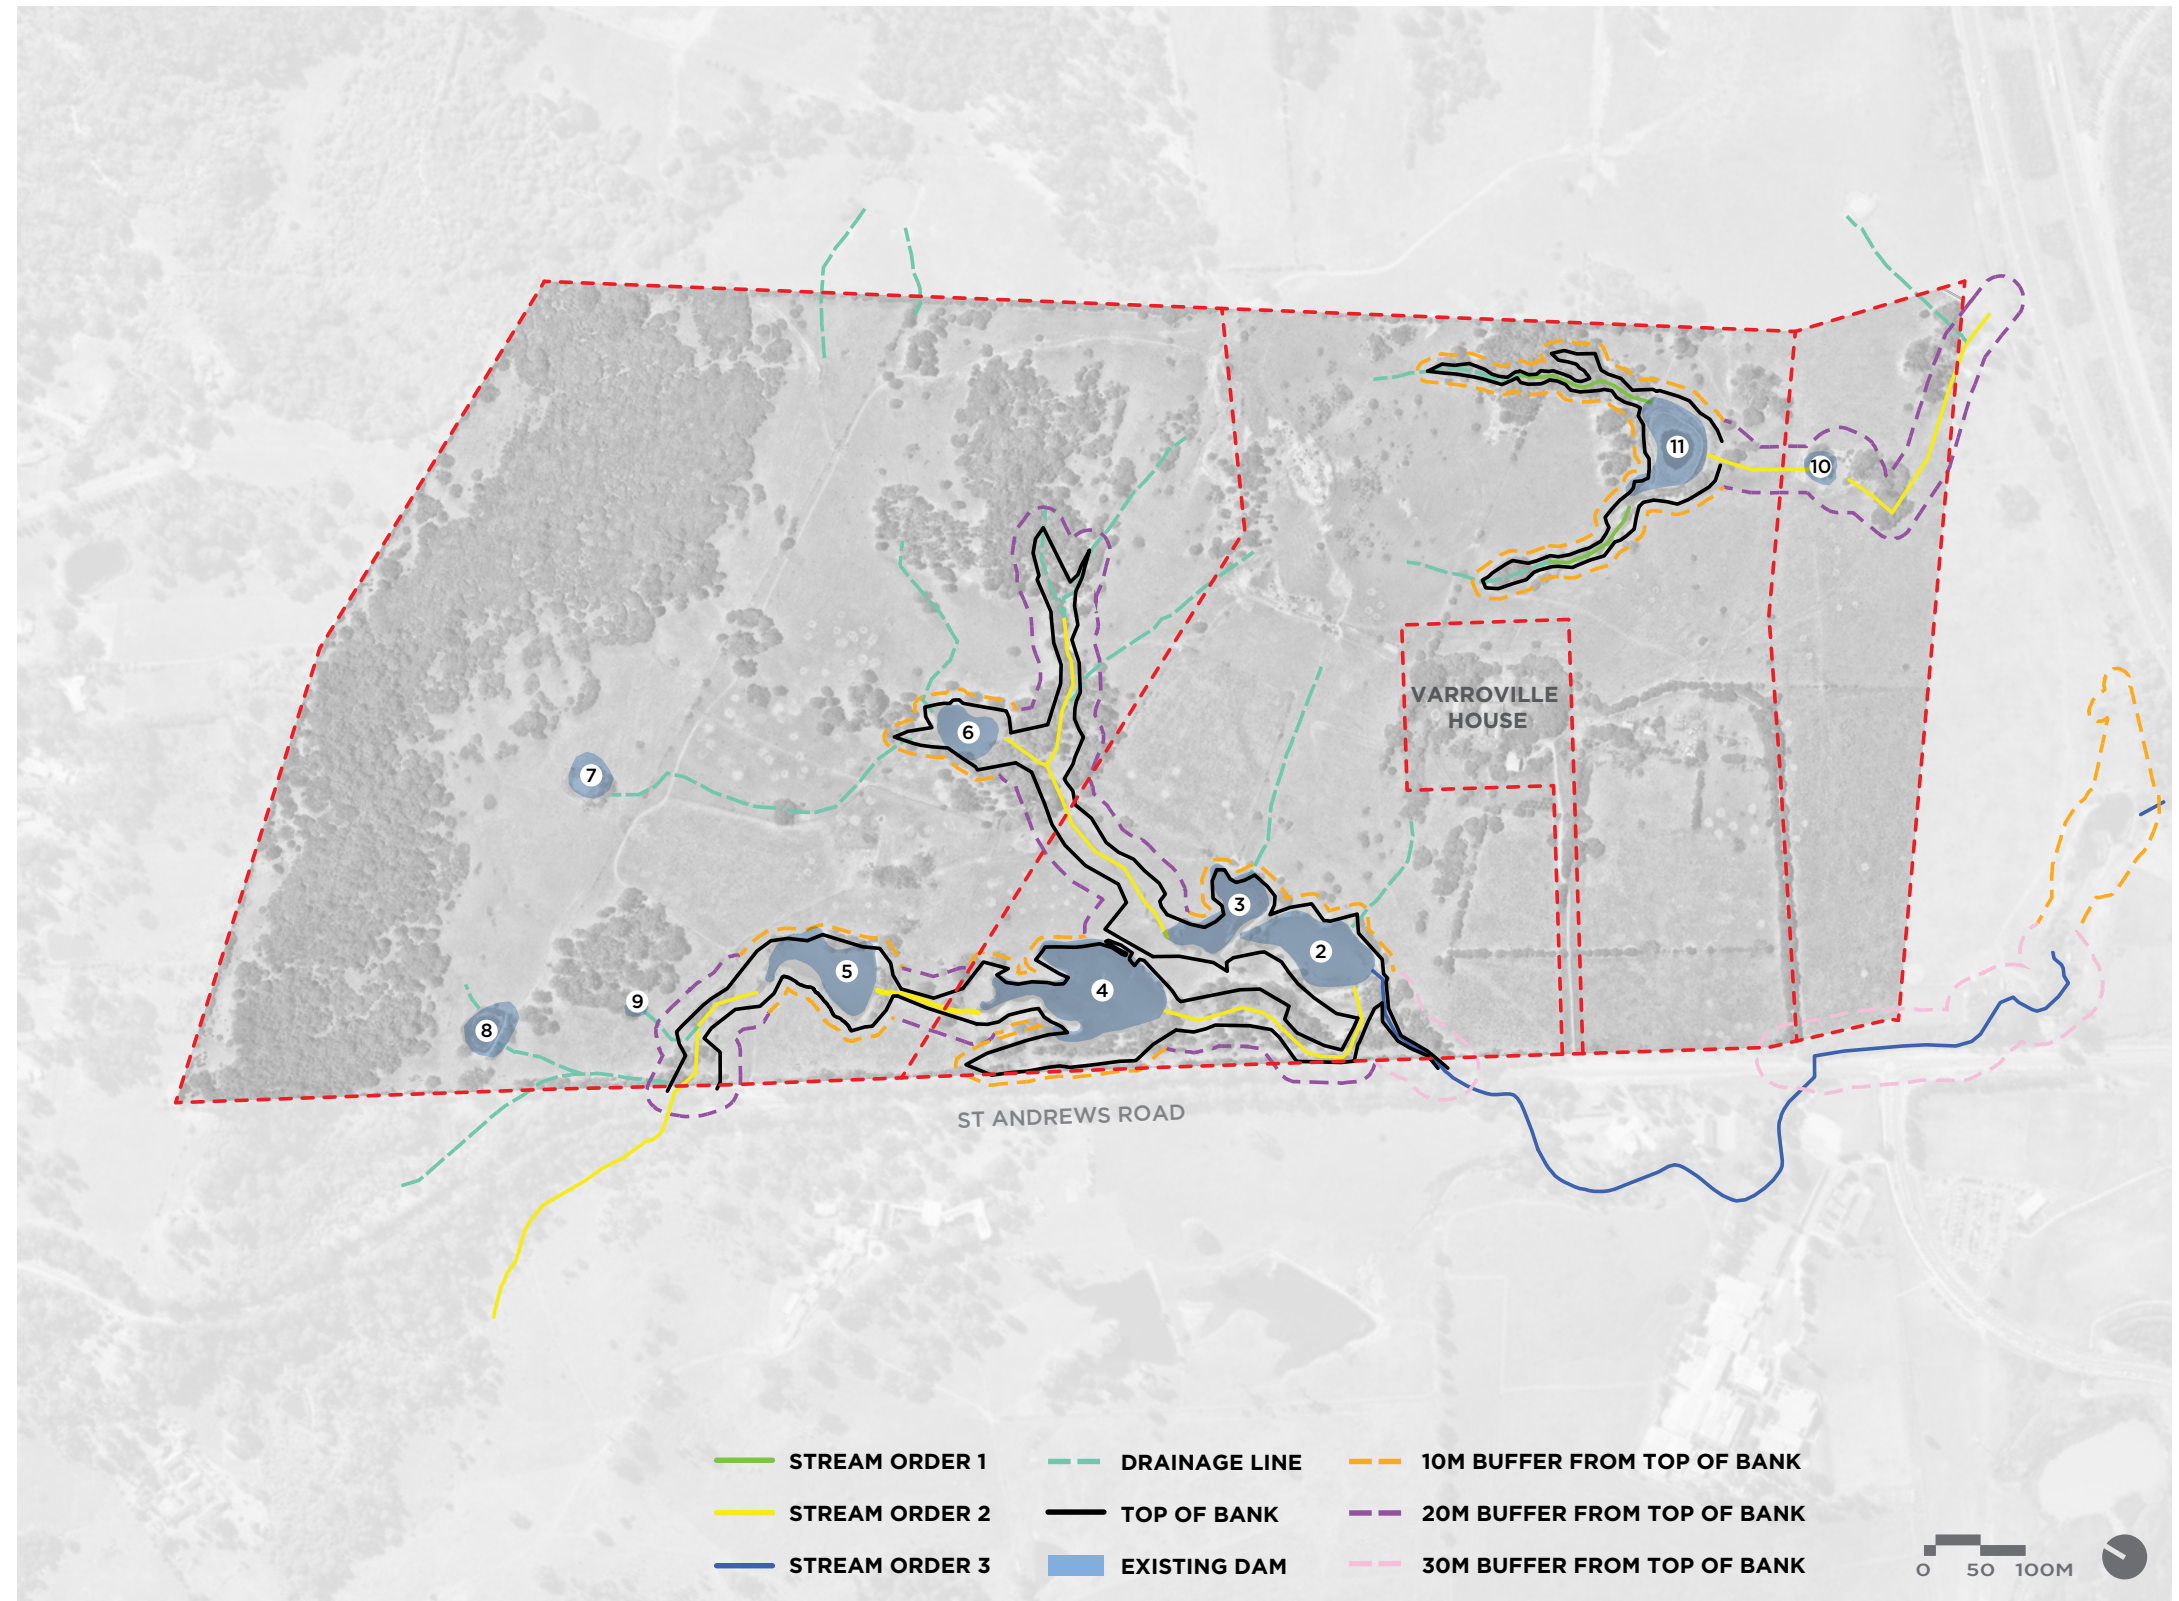 11
10
VARROVILLE
HOUSE
6
7
3
2
5
4
9
8
ST ANDREWS ROAD
STREAM ORDER 1
DRAINAGE LINE
10M BUFFER FROM TOP OF BANK
STREAM ORDER 2
TOP OF BANK
20M BUFFER FROM TOP OF BANK
STREAM ORDER 3
EXISTING DAM
30M BUFFER FROM TOP OF BANK
0 50 100M